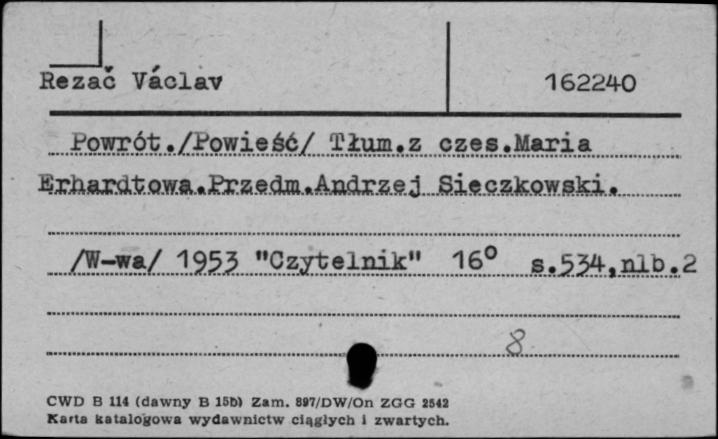 Rezač Václav 162240
Powrót./Powieść/ Tłum.z czes.Maria
Erhardtowa.Przedm.Andrzej Sieczkowski.
/W-wa/ 1953 "Czytelnik" 16° s.534,nlb.2
8
CWD B 114 (dawny B 15b) Zam. 897/DW/On ZGG 2542
Karta katalogowa wydawnictw ciągłych i zwartych.